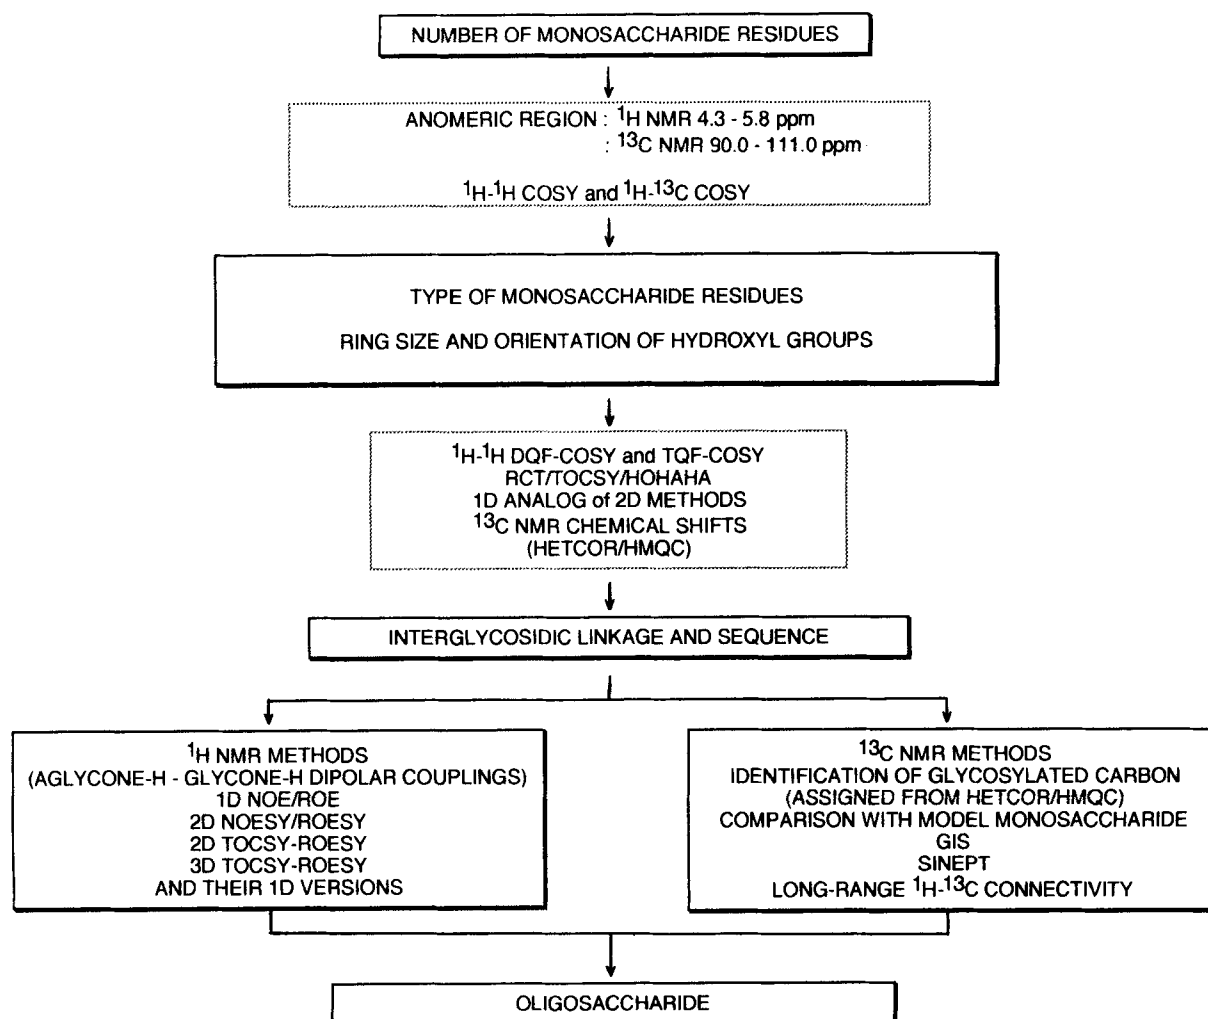 NUMBER OF MONOSACCHARIDE RESIDUES
ANOMERIC REGION : ¹H NMR 4.3 - 5.8 ppm
: ¹³C NMR 90.0 - 111.0 ppm
¹H-¹H COSY and ¹H-¹³C COSY
TYPE OF MONOSACCHARIDE RESIDUES
RING SIZE AND ORIENTATION OF HYDROXYL GROUPS
¹H-¹H DQF-COSY and TQF-COSY
RCT/TOCSY/HOHAHA
1D ANALOG of 2D METHODS
¹³C NMR CHEMICAL SHIFTS
(HETCOR/HMQC)
INTERGLYCOSIDIC LINKAGE AND SEQUENCE
¹H NMR METHODS
(AGLYCONE-H - GLYCONE-H DIPOLAR COUPLINGS)
1D NOE/ROE
2D NOESY/ROESY
2D TOCSY-ROESY
3D TOCSY-ROESY
AND THEIR 1D VERSIONS
¹³C NMR METHODS
IDENTIFICATION OF GLYCOSYLATED CARBON
(ASSIGNED FROM HETCOR/HMQC)
COMPARISON WITH MODEL MONOSACCHARIDE
GIS
SINEPT
LONG-RANGE ¹H-¹³C CONNECTIVITY
OLIGOSACCHARIDE